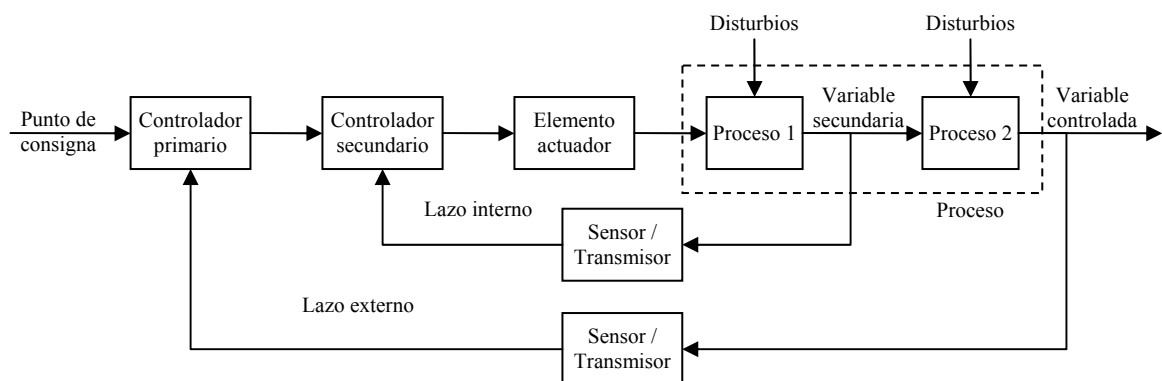 Disturbios
Disturbios
Punto de
consigna
Controlador
primario
Controlador
secundario
Elemento
actuador
Proceso 1
Variable
secundaria
Proceso 2
Variable
controlada
Lazo interno
Sensor /
Transmisor
Proceso
Lazo externo
Sensor /
Transmisor